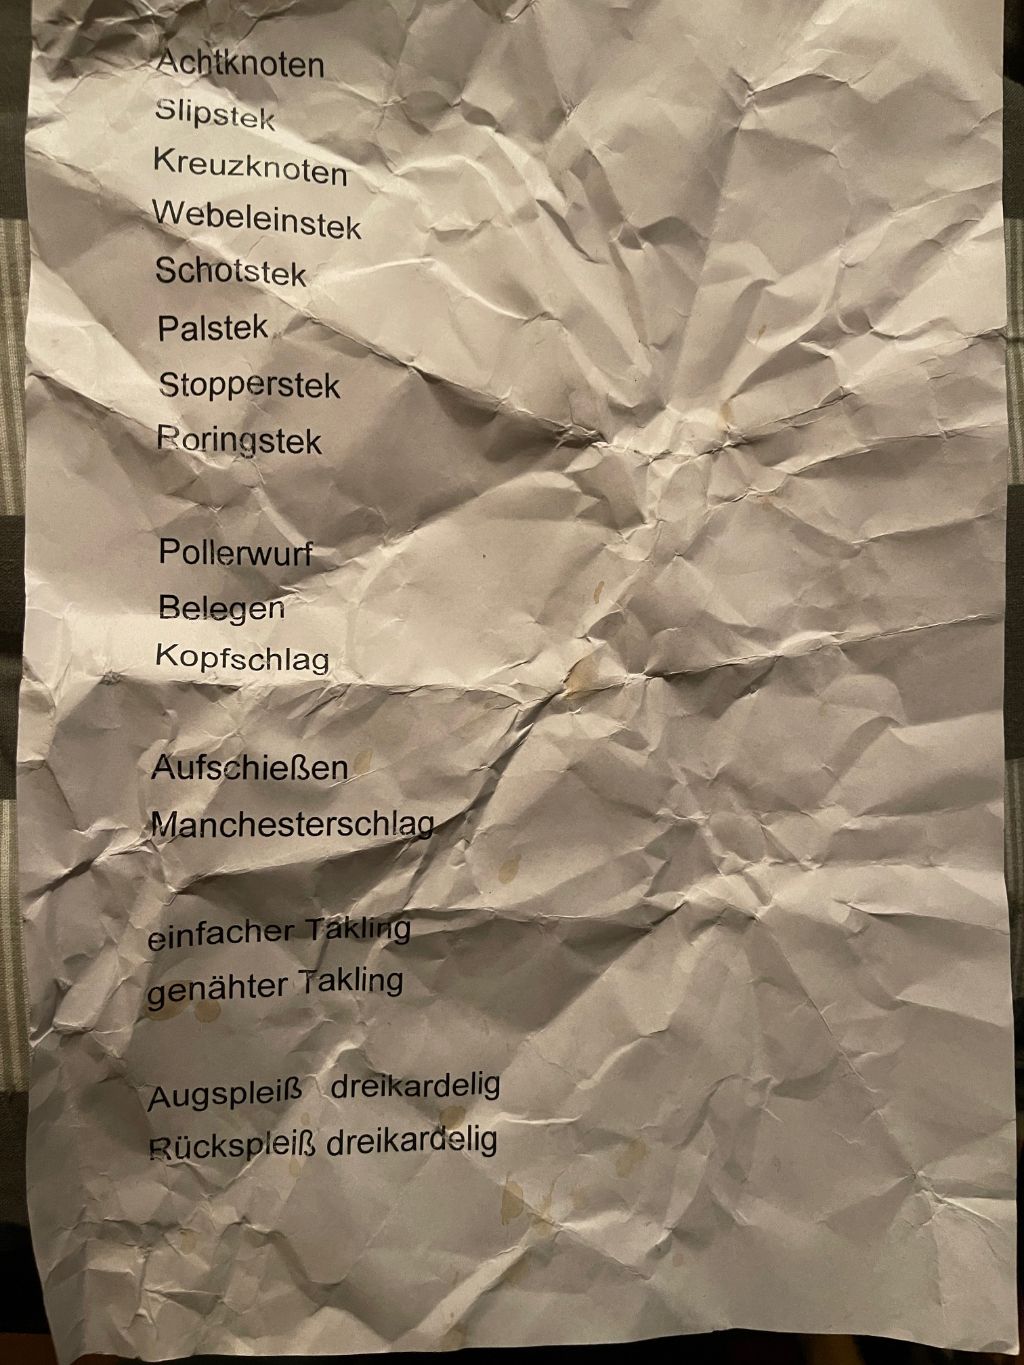 Achtknoten
Slipstek
Kreuzknoten
Webeleinstek
Schotstek
Palstek
Stopperstek
Roringstek
Pollerwurf
Belegen
Kopfschlag
Aufschießen
Manchesterschlag
einfacher Takling
genähter Takling
Augspleiß dreikardelig
Rückspleiß dreikardelig